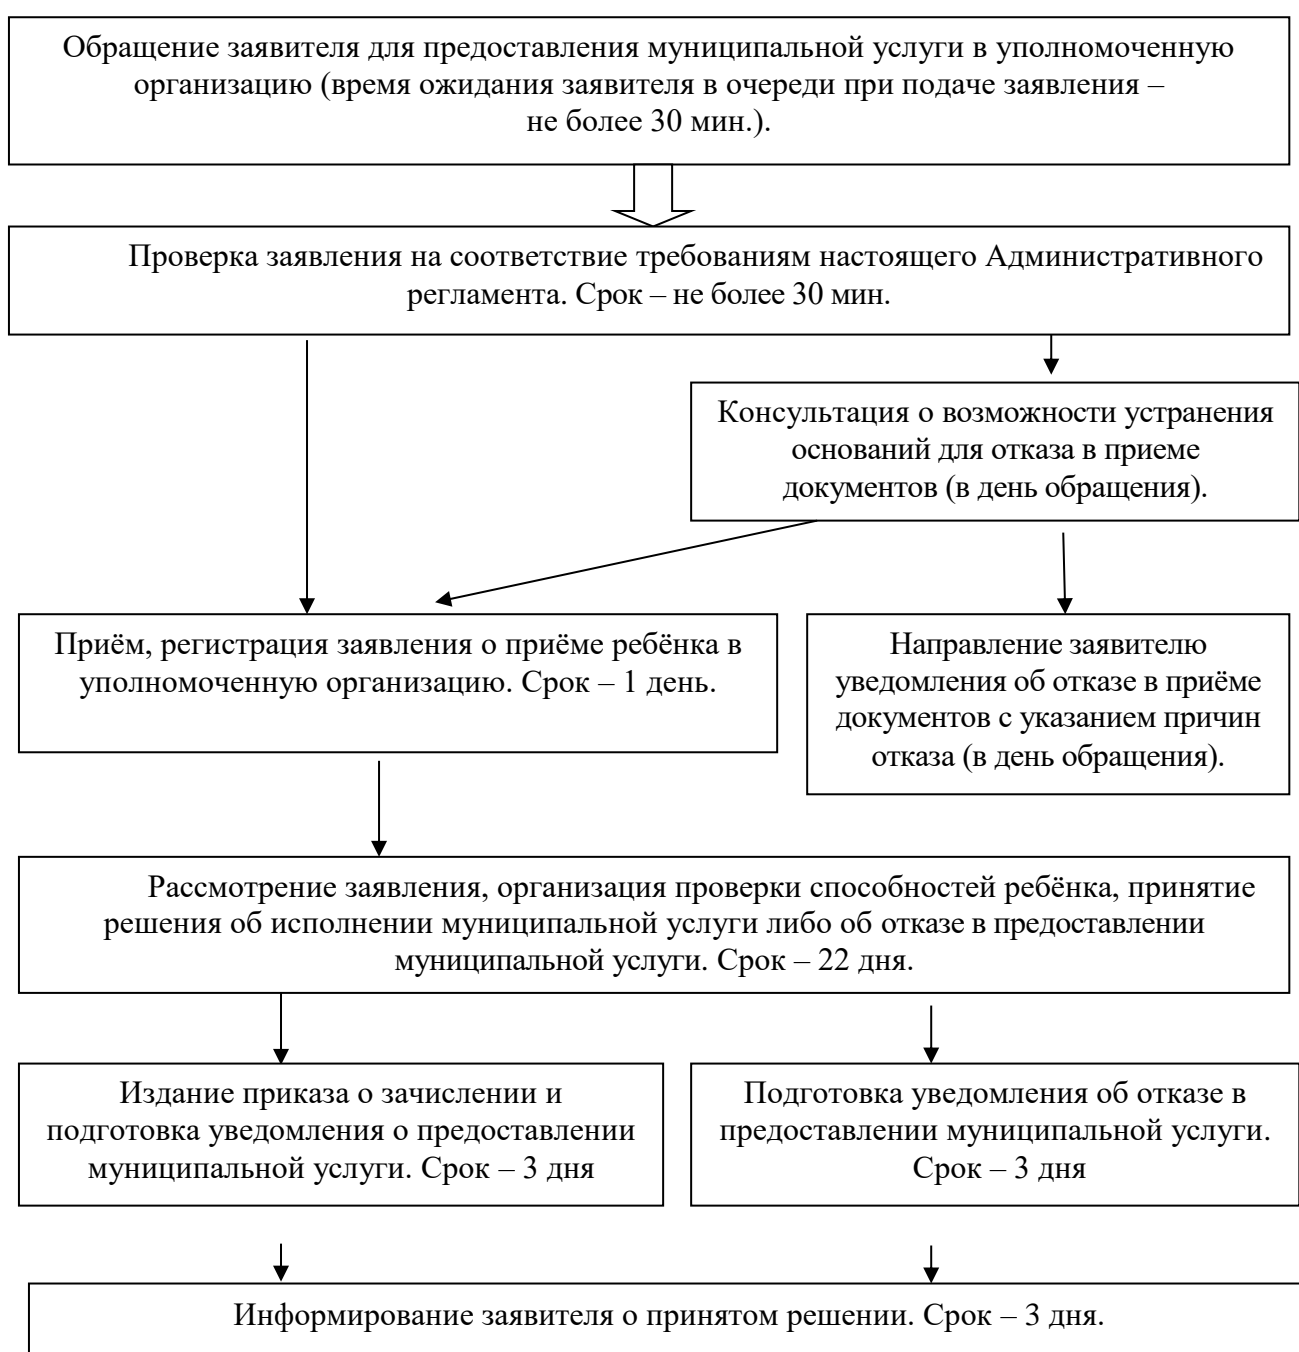 Обращение заявителя для предоставления муниципальной услуги в уполномоченную
организацию (время ожидания заявителя в очереди при подаче заявления –
не более 30 мин.).
Проверка заявления на соответствие требованиям настоящего Административного
регламента. Срок – не более 30 мин.
Консультация о возможности устранения
оснований для отказа в приеме
документов (в день обращения).
Приём, регистрация заявления о приёме ребёнка в
уполномоченную организацию. Срок – 1 день.
Направление заявителю
уведомления об отказе в приёме
документов с указанием причин
отказа (в день обращения).
Рассмотрение заявления, организация проверки способностей ребёнка, принятие
решения об исполнении муниципальной услуги либо об отказе в предоставлении
муниципальной услуги. Срок – 22 дня.
Издание приказа о зачислении и
подготовка уведомления о предоставлении
муниципальной услуги. Срок – 3 дня
Подготовка уведомления об отказе в
предоставлении муниципальной услуги.
Срок – 3 дня
Информирование заявителя о принятом решении. Срок – 3 дня.